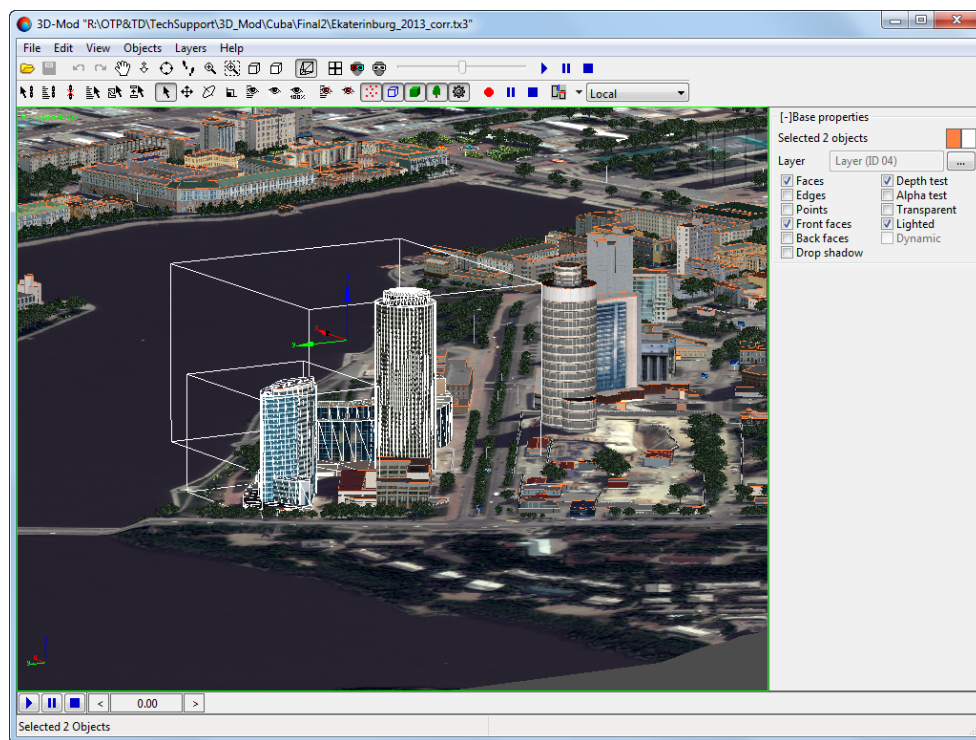 3D-Mod "R:\OTP&TD\TechSupport\3D_Mod\Cuba\Final2\Ekaterinburg_2013_corr.tx3"
File Edit View Objects Layers Help
Local
[-]Base properties
Selected 2 objects
Layer Layer (ID 04) ...
Faces Depth test
Edges Alpha test
Points Transparent
Front faces Lighted
Back faces Dynamic
Drop shadow
< 0.00 >
Selected 2 Objects